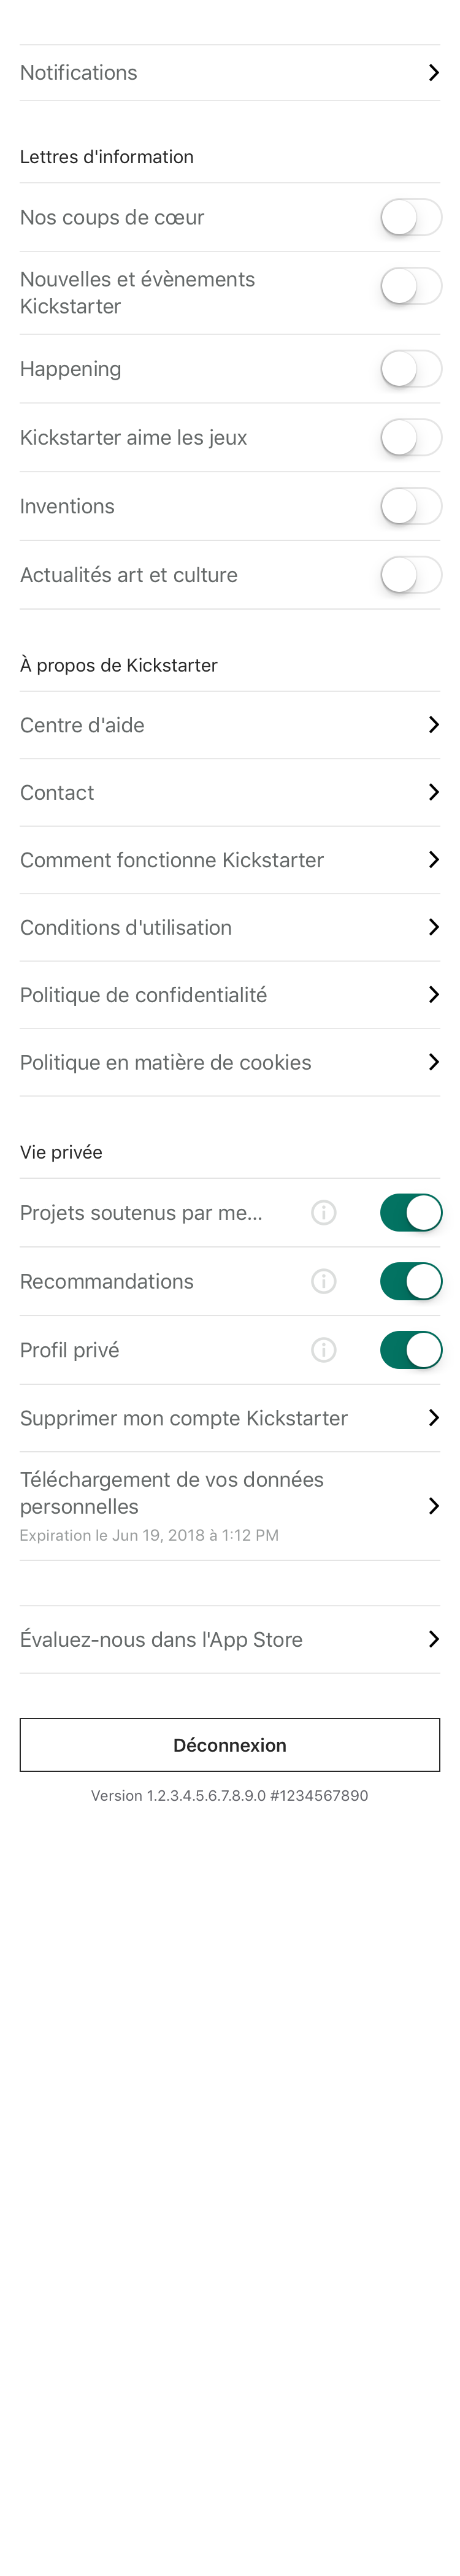 Notifications
Lettres d'information
Nos coups de cœur
Nouvelles et évènements
Kickstarter
Happening
Kickstarter aime les jeux
Inventions
Actualités art et culture
À propos de Kickstarter
Centre d'aide
Contact
Comment fonctionne Kickstarter
Conditions d'utilisation
Politique de confidentialité
Politique en matière de cookies
Vie privée
Projets soutenus par me...
Recommandations
Profil privé
Supprimer mon compte Kickstarter
Téléchargement de vos données
personnelles
Expiration le Jun 19, 2018 à 1:12 PM
Évaluez-nous dans l'App Store
Déconnexion
Version 1.2.3.4.5.6.7.8.9.0 #1234567890